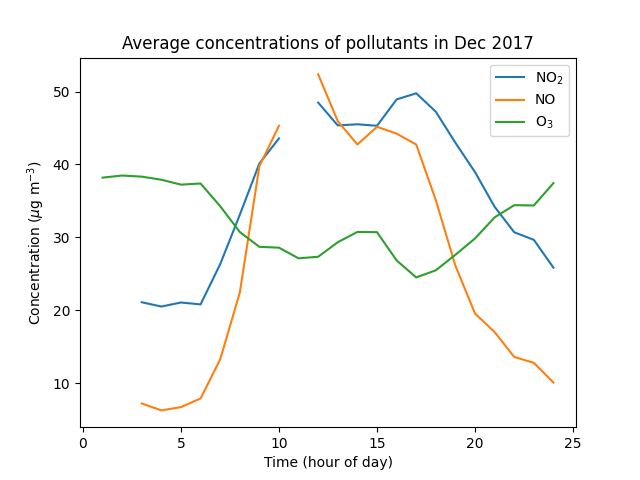 Average concentrations of pollutants in Dec 2017
NO₂
NO
O₃
50
40
30
20
10
Concentration (μg m⁻³)
0 5 10 15 20 25
Time (hour of day)